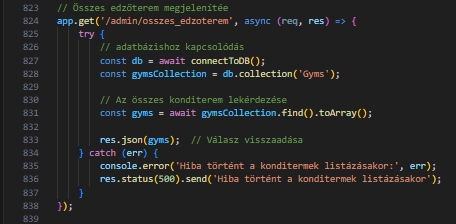 823 // Összes edzőterem megjelenítée
824 app.get('/admin/osszes_edzoterem', async (req, res) => {
825 try {
826 // adatbázishoz kapcsolódás
827 const db = await connectToDB();
828 const gymsCollection = db.collection('Gyms');
829
830 // Az összes konditerem lekérdezése
831 const gyms = await gymsCollection.find().toArray();
832
833 res.json(gyms); // Válasz visszaadása
834 } catch (err) {
835 console.error('Hiba történt a konditermek listázásakor:', err);
836 res.status(500).send('Hiba történt a konditermek listázásakor');
837 }
838 });
839